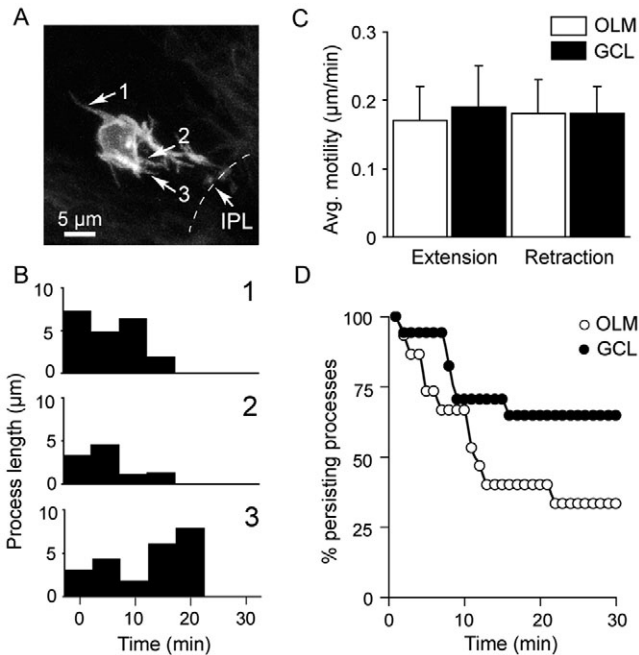 A
1
2
3
5 µm
IPL
B
Process length (µm)
10
5
0
1
10
5
0
2
10
5
0
3
0 10 20 30
Time (min)
C
Avg. motility (µm/min)
0.3
0.2
0.1
0
OLM
GCL
Extension Retraction
D
% persisting processes
100
75
50
25
0
OLM
GCL
0 10 20 30
Time (min)